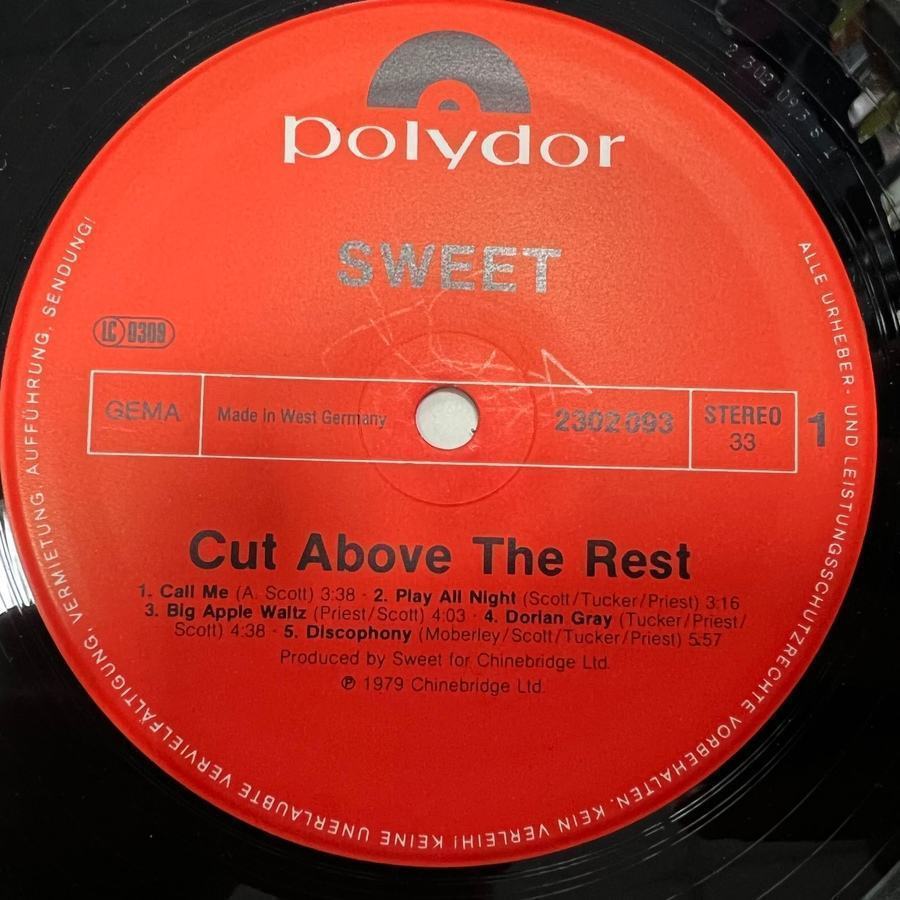 polydor
SWEET
LC 0309
GEMA
Made In West Germany
2302093
STEREO
33
1
Cut Above The Rest
1. Call Me (A. Scott) 3:38 · 2. Play All Night (Scott/Tucker/Priest) 3:16
3. Big Apple Waltz (Priest/Scott) 4:03 · 4. Dorian Gray (Tucker/Priest/
Scott) 4:38 · 5. Discophony (Moberley/Scott/Tucker/Priest) 5:57
Produced by Sweet for Chinebridge Ltd.
℗ 1979 Chinebridge Ltd.
ALLE URHEBER- UND LEISTUNGSSCHUTZRECHTE VORBEHALTEN. KEIN VERLEIH! KEINE UNERLAUBTE VERVIELFÄLTIGUNG, VERMIETUNG, AUFFÜHRUNG, SENDUNG!